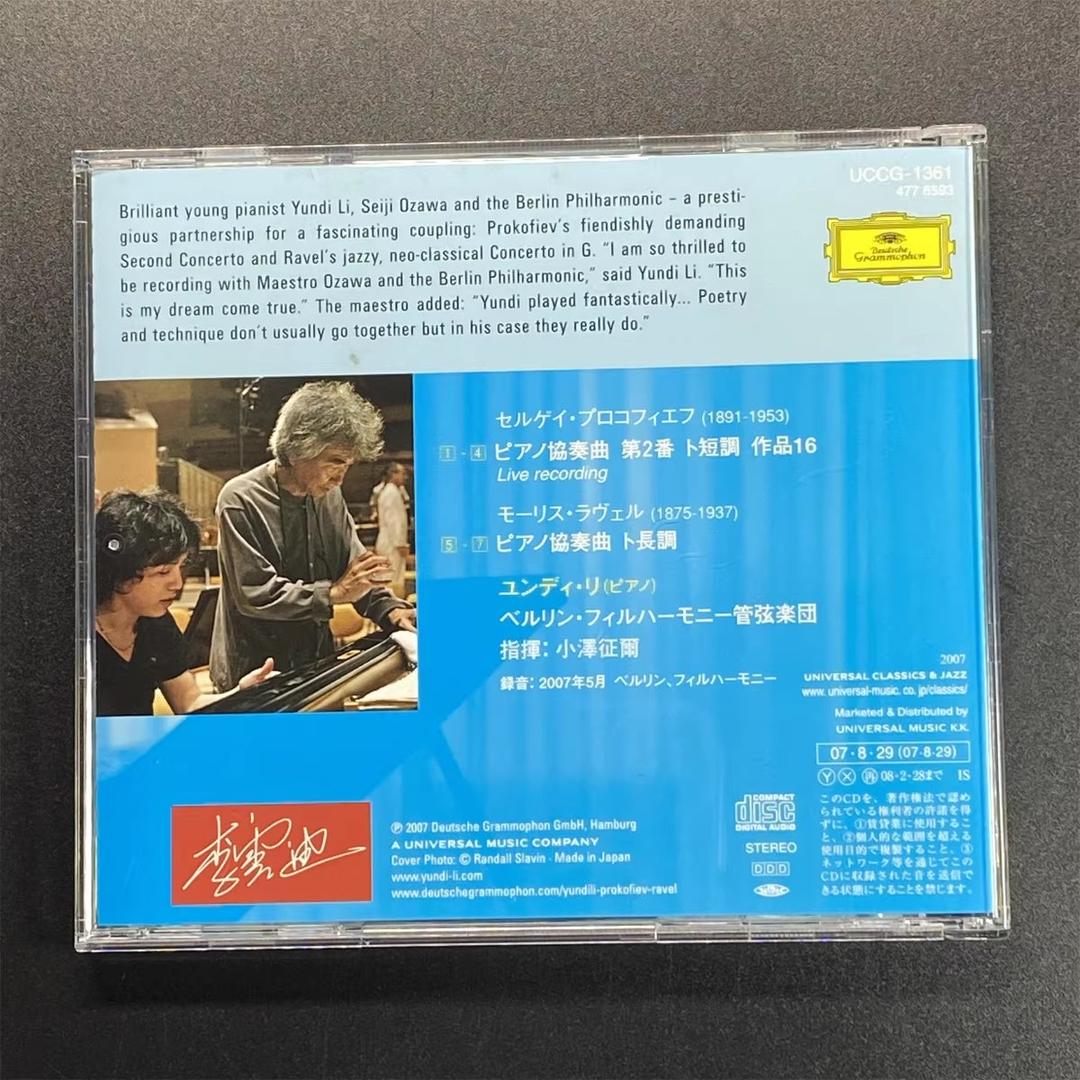 UCCG-1361
477 6593
Deutsche
Grammophon
Brilliant young pianist Yundi Li, Seiji Ozawa and the Berlin Philharmonic – a presti-
gious partnership for a fascinating coupling: Prokofiev's fiendishly demanding
Second Concerto and Ravel's jazzy, neo-classical Concerto in G. “I am so thrilled to
be recording with Maestro Ozawa and the Berlin Philharmonic,” said Yundi Li. “This
is my dream come true.” The maestro added: “Yundi played fantastically... Poetry
and technique don't usually go together but in his case they really do.”
セルゲイ・プロコフィエフ (1891-1953)
1 - 4 ピアノ協奏曲 第2番 ト短調 作品16
Live recording
モーリス・ラヴェル (1875-1937)
5 - 7 ピアノ協奏曲 ト長調
ユンディ・リ(ピアノ)
ベルリン・フィルハーモニー管弦楽団
指揮: 小澤征爾
録音: 2007年5月 ベルリン、フィルハーモニー
2007
UNIVERSAL CLASSICS & JAZZ
www. universal-music. co. jp/classics/
Marketed & Distributed by
UNIVERSAL MUSIC K.K.
07・8・29 (07・8・29)
Ⓨ Ⓧ 再 08・2・28まで IS
李雲迪
℗ 2007 Deutsche Grammophon GmbH, Hamburg
A UNIVERSAL MUSIC COMPANY
Cover Photo: © Randall Slavin · Made in Japan
www.yundi-li.com
www.deutschegrammophon.com/yundili-prokofiev-ravel
COMPACT
disc
DIGITAL AUDIO
STEREO
DDD
このCDを、著作権法で認め
られている権利者の許諾を得
ずに、①賃貸業に使用するこ
と、②個人的な範囲を超える
使用目的で複製すること、③
ネットワーク等を通じてこの
CDに収録された音を送信で
きる状態にすることを禁じます。